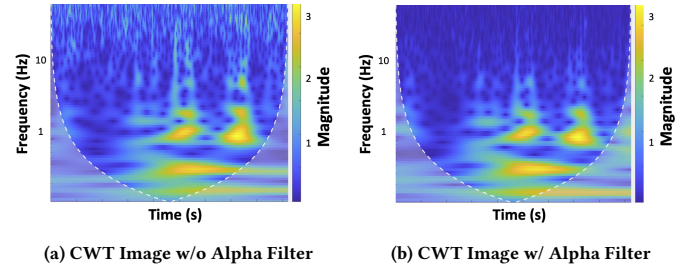 3
10
2
1
1
Frequency (Hz)
Magnitude
Time (s)
3
10
2
1
1
Frequency (Hz)
Magnitude
Time (s)
(a) CWT Image w/o Alpha Filter
(b) CWT Image w/ Alpha Filter